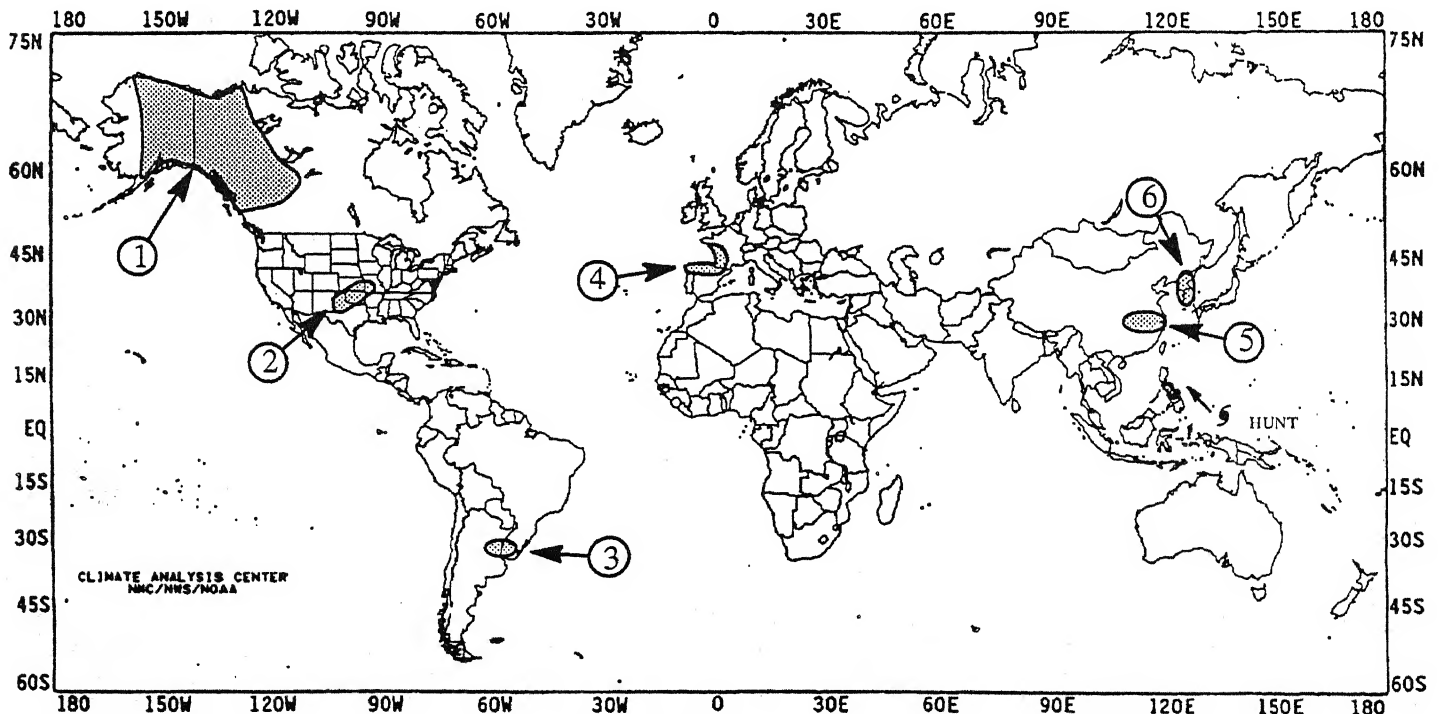 180 150W 120W 90W 60W 30W 0 30E 60E 90E 120E 150E 180
75N 75N
60N 60N
6
1
45N 45N
4
30N 30N
5
2
15N 15N
HUNT
EQ EQ
15S 15S
30S 30S
3
CLIMATE ANALYSIS CENTER
NMC/NWS/NOAA
45S 45S
60S 60S
180 150W 120W 90W 60W 30W 0 30E 60E 90E 120E 150E 180